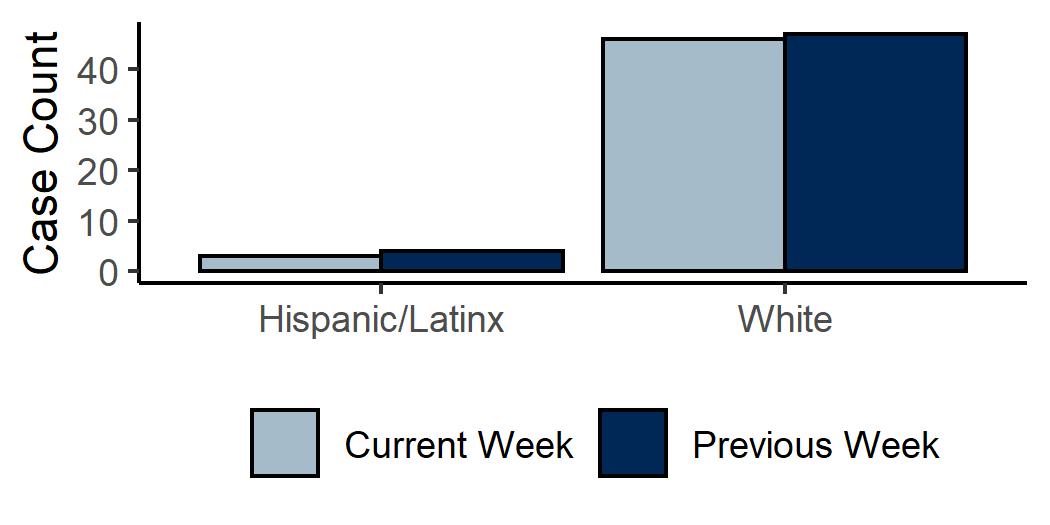 Case Count
40
30
20
10
0
Hispanic/Latinx
White
Current Week
Previous Week